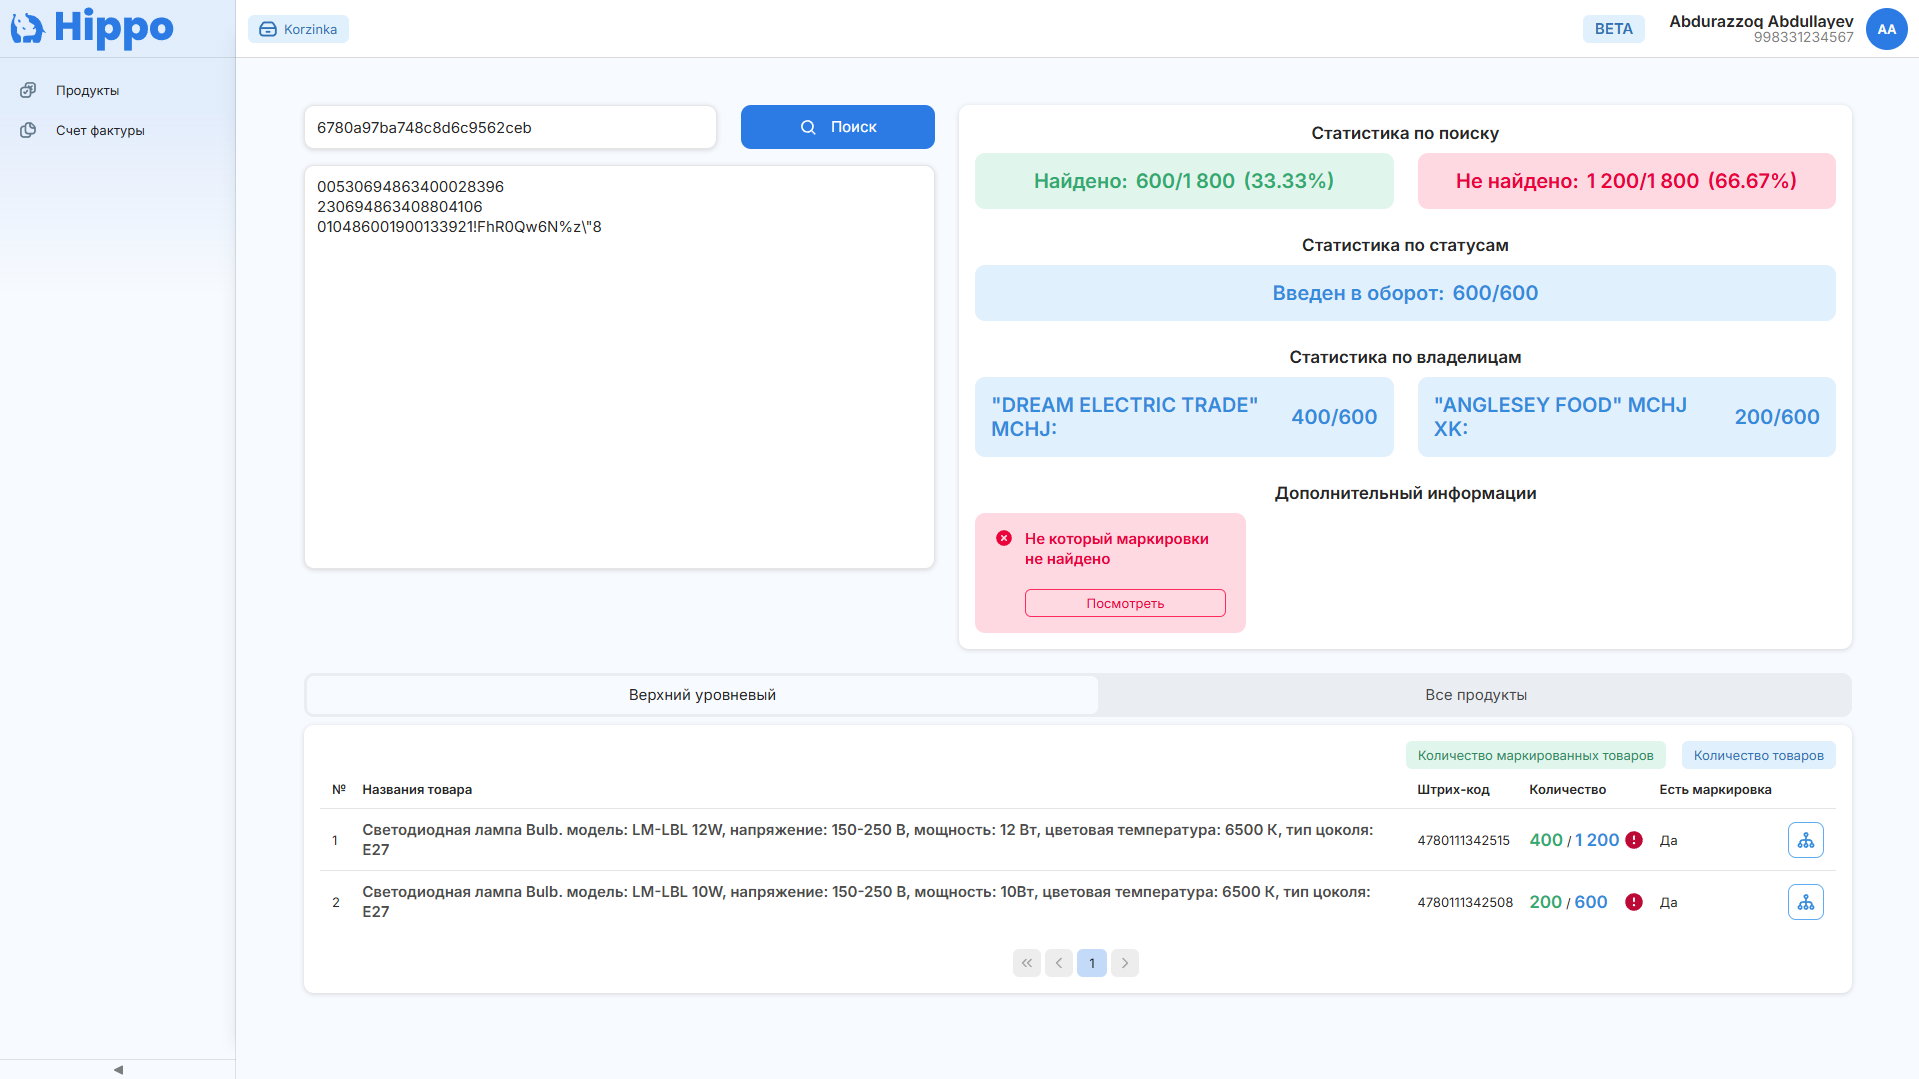 Hippo
Korzinka
BETA
Abdurazzoq Abdullayev
998331234567
AA
Продукты
Счет фактуры
6780a97ba748c8d6c9562ceb
Поиск
00530694863400028396
230694863408804106
010486001900133921!FhR0Qw6N%z\"8
Статистика по поиску
Найдено: 600/1 800 (33.33%)
Не найдено: 1 200/1 800 (66.67%)
Статистика по статусам
Введен в оборот: 600/600
Статистика по владелицам
"DREAM ELECTRIC TRADE"
MCHJ:
400/600
"ANGLESEY FOOD" MCHJ
XK:
200/600
Дополнительный информации
Не который маркировки
не найдено
Посмотреть
Верхний уровневый
Все продукты
Количество маркированных товаров
Количество товаров
№ Названия товара Штрих-код Количество Есть маркировка
1 Светодиодная лампа Bulb. модель: LM-LBL 12W, напряжение: 150-250 В, мощность: 12 Вт, цветовая температура: 6500 К, тип цоколя:
E27
4780111342515 400 / 1 200 Да
2 Светодиодная лампа Bulb. модель: LM-LBL 10W, напряжение: 150-250 В, мощность: 10Вт, цветовая температура: 6500 К, тип цоколя:
E27
4780111342508 200 / 600 Да
1